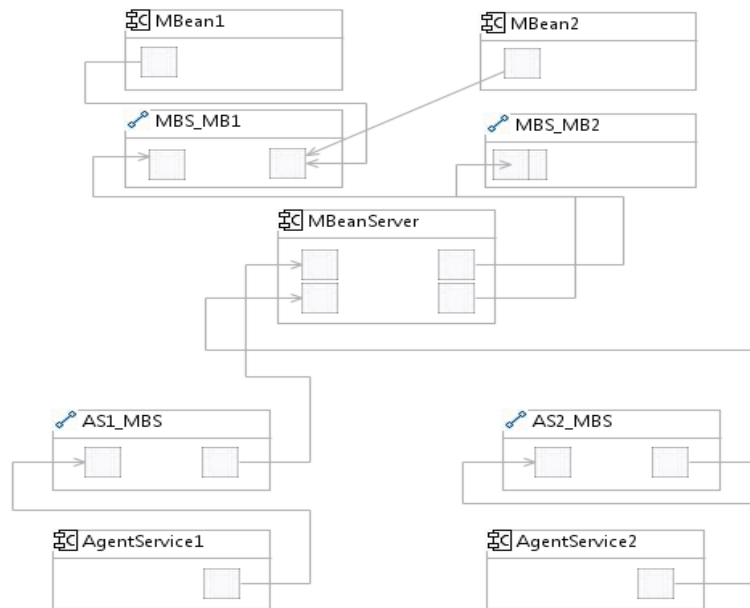 MBean1
MBean2
MBS_MB1
MBS_MB2
MBeanServer
AS1_MBS
AS2_MBS
AgentService1
AgentService2